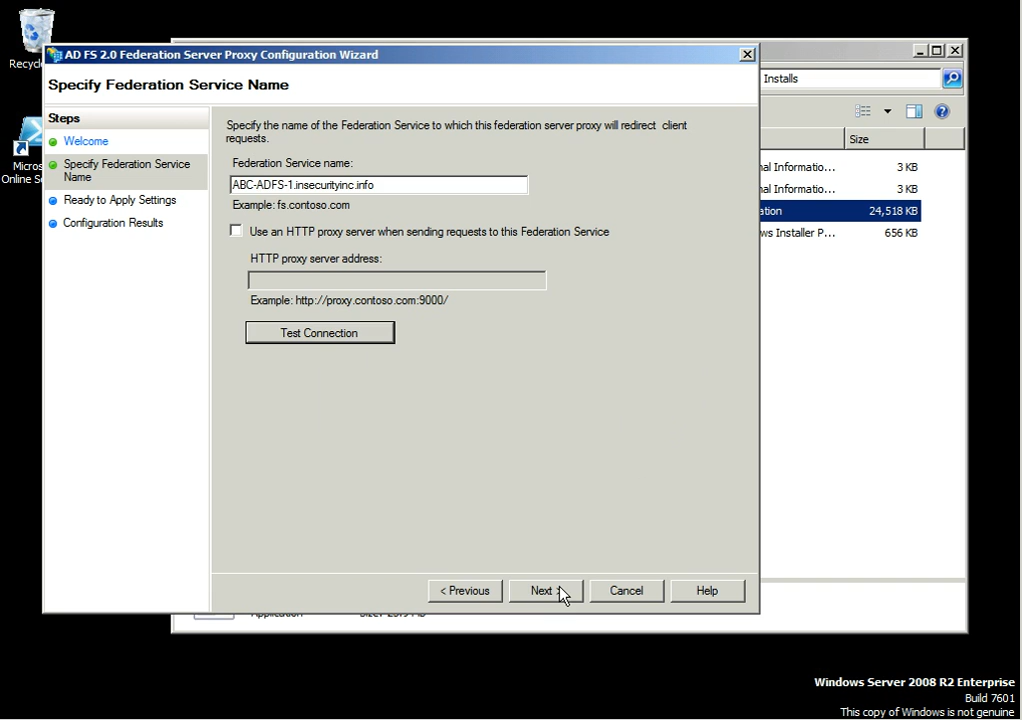 Recyc
AD FS 2.0 Federation Server Proxy Configuration Wizard
Specify Federation Service Name
Installs
Steps
Welcome
Specify Federation Service
Name
Ready to Apply Settings
Configuration Results
Specify the name of the Federation Service to which this federation server proxy will redirect client
requests.
Federation Service name:
ABC-ADFS-1.insecurityinc.info
Example: fs.contoso.com
Use an HTTP proxy server when sending requests to this Federation Service
HTTP proxy server address:
Example: http://proxy.contoso.com:9000/
Test Connection
< Previous
Next >
Cancel
Help
Size
nal Informatio... 3 KB
nal Informatio... 3 KB
ation 24,518 KB
ws Installer P... 656 KB
Micros
Online S
Windows Server 2008 R2 Enterprise
Build 7601
This copy of Windows is not genuine